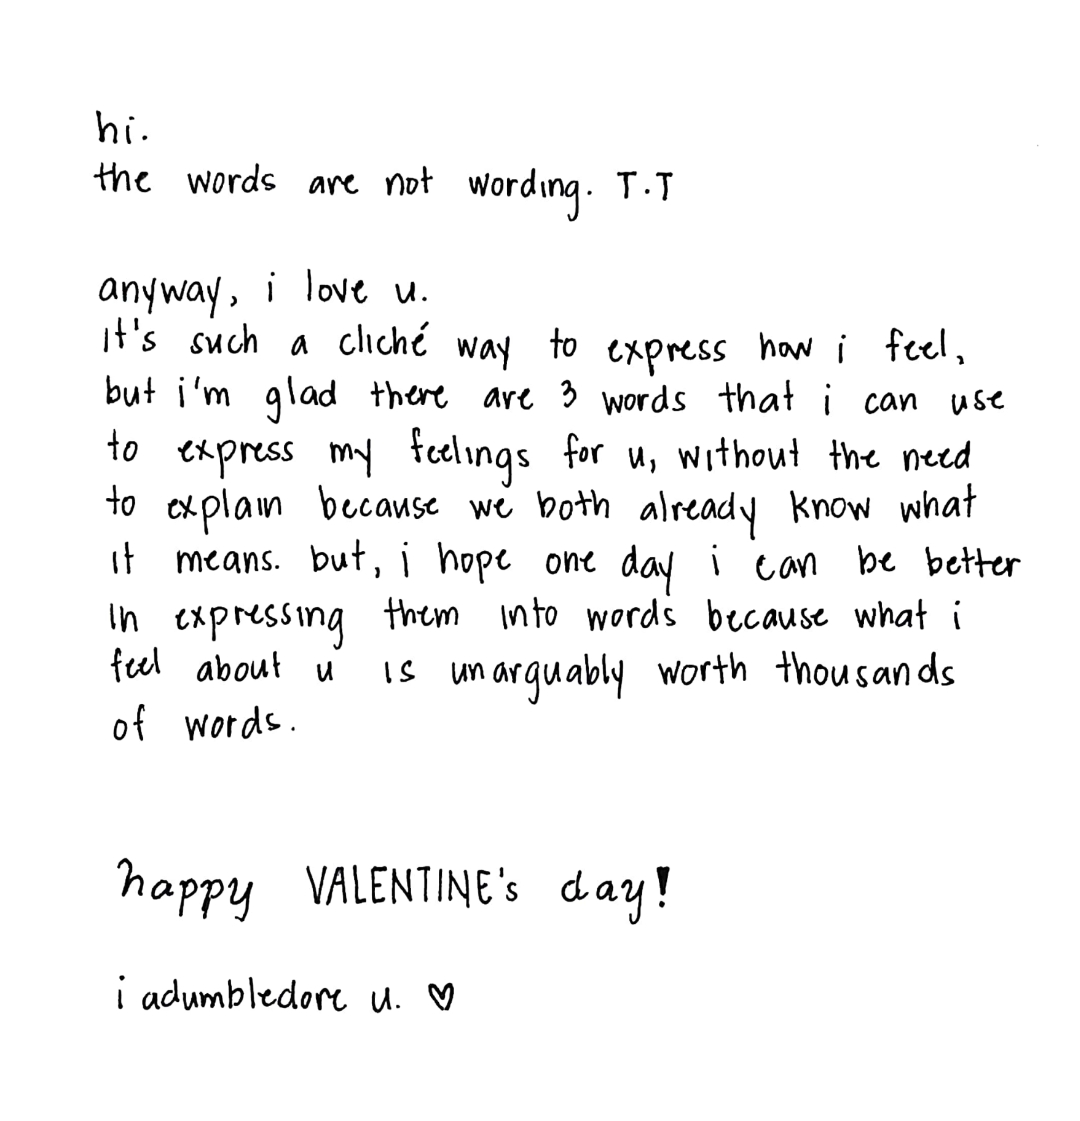 hi.
the words are not wording. T.T
anyway, i love u.
it's such a cliché way to express how i feel,
but i'm glad there are 3 words that i can use
to express my feelings for u, without the need
to explain because we both already know what
it means. but, i hope one day i can be better
in expressing them into words because what i
feel about u is unarguably worth thousands
of words.
happy VALENTINE's day!
i adumbledore u. ♡